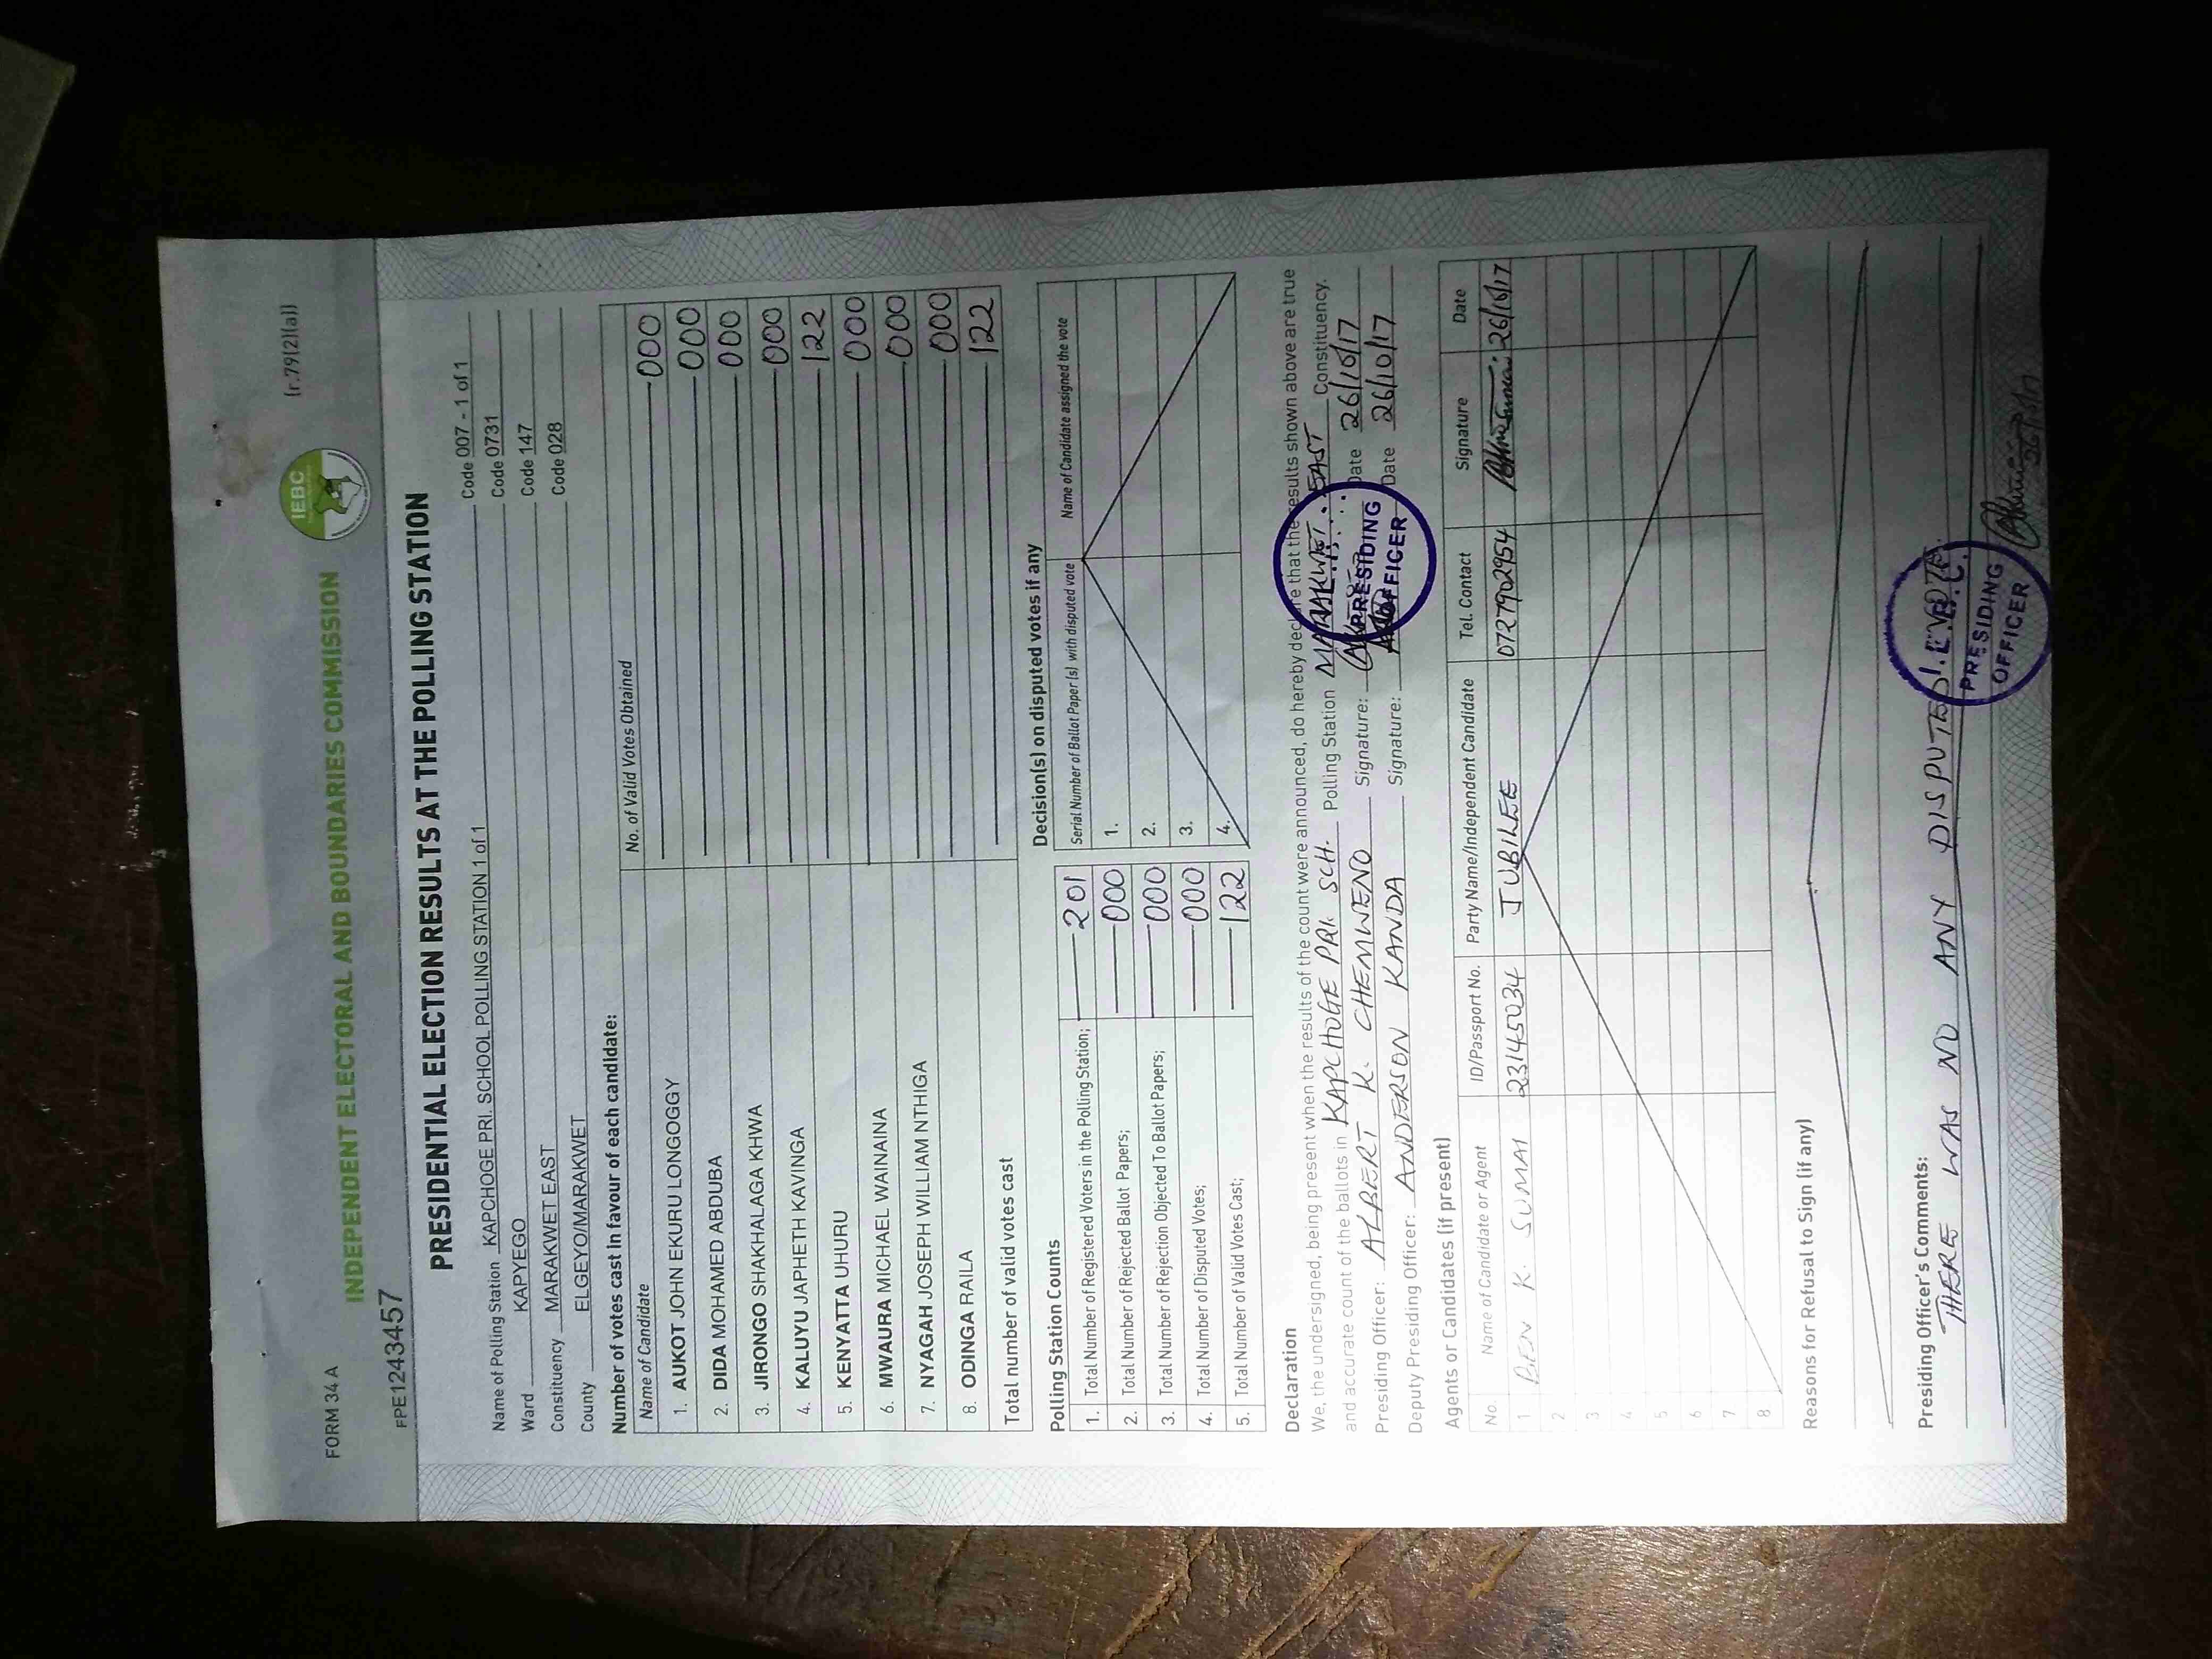 FORM 34 A
(r.79(2)(a))
IEBC
INDEPENDENT ELECTORAL AND BOUNDARIES COMMISSION
FPE1243457
PRESIDENTIAL ELECTION RESULTS AT THE POLLING STATION
Name of Polling Station KAPCHOGE PRI. SCHOOL POLLING STATION 1 of 1 Code 007 - 1 of 1
Ward KAPYEGO Code 0731
Constituency MARAKWET EAST Code 147
County ELGEYO/MARAKWET Code 028
Number of votes cast in favour of each candidate:
Name of Candidate No. of Valid Votes Obtained
1. AUKOT JOHN EKURU LONGOGGY 000
2. DIDA MOHAMED ABDUBA 000
3. JIRONGO SHAKHALAGA KHWA 000
4. KALUYU JAPHETH KAVINGA 000
5. KENYATTA UHURU 122
6. MWAURA MICHAEL WAINAINA 000
7. NYAGAH JOSEPH WILLIAM NTHIGA 000
8. ODINGA RAILA 000
Total number of valid votes cast 122
Polling Station Counts
1. Total Number of Registered Voters in the Polling Station; 201
2. Total Number of Rejected Ballot Papers; 000
3. Total Number of Rejection Objected To Ballot Papers; 000
4. Total Number of Disputed Votes; 000
5. Total Number of Valid Votes Cast; 122
Decision(s) on disputed votes if any
Serial Number of Ballot Paper (s) with disputed vote Name of Candidate assigned the vote
1.
2.
3.
4.
Declaration
We, the undersigned, being present when the results of the count were announced, do hereby declare that the results shown above are true
and accurate count of the ballots in KAPCHOGE PRI. SCH. Polling Station MARAKWET EAST Constituency.
Presiding Officer: ALBERT K. CHEMWENO Signature: Date 26/10/17
Deputy Presiding Officer: ANDERSON KANDA Signature: Date 26/10/17
PRESIDING
OFFICER
Agents or Candidates (if present)
No. Name of Candidate or Agent ID/Passport No. Party Name/Independent Candidate Tel. Contact Signature Date
1 BEN K. SUMAI JUBILEE 0727902954 26/10/17
2
3
4
5
6
7
8
Reasons for Refusal to Sign (if any)
Presiding Officer's Comments:
THERE WAS NO ANY DISPUTED VOTE.
I.E.B.C.
PRESIDING
OFFICER